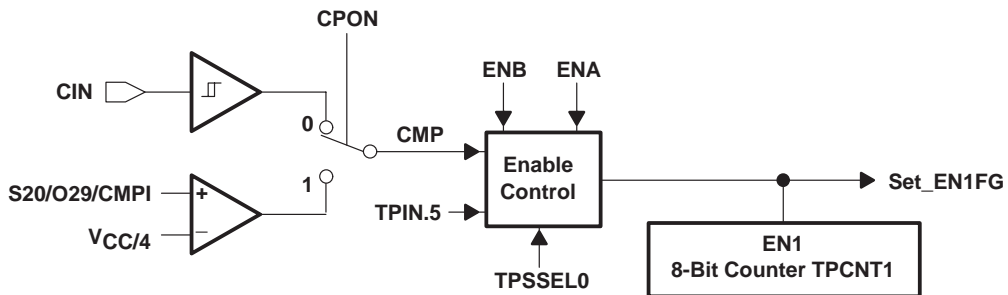 CPON
CIN
0
1
CMP
ENB
ENA
Enable
Control
Set_EN1FG
S20/O29/CMPI
+
VCC/4
–
TPIN.5
TPSSEL0
EN1
8-Bit Counter TPCNT1